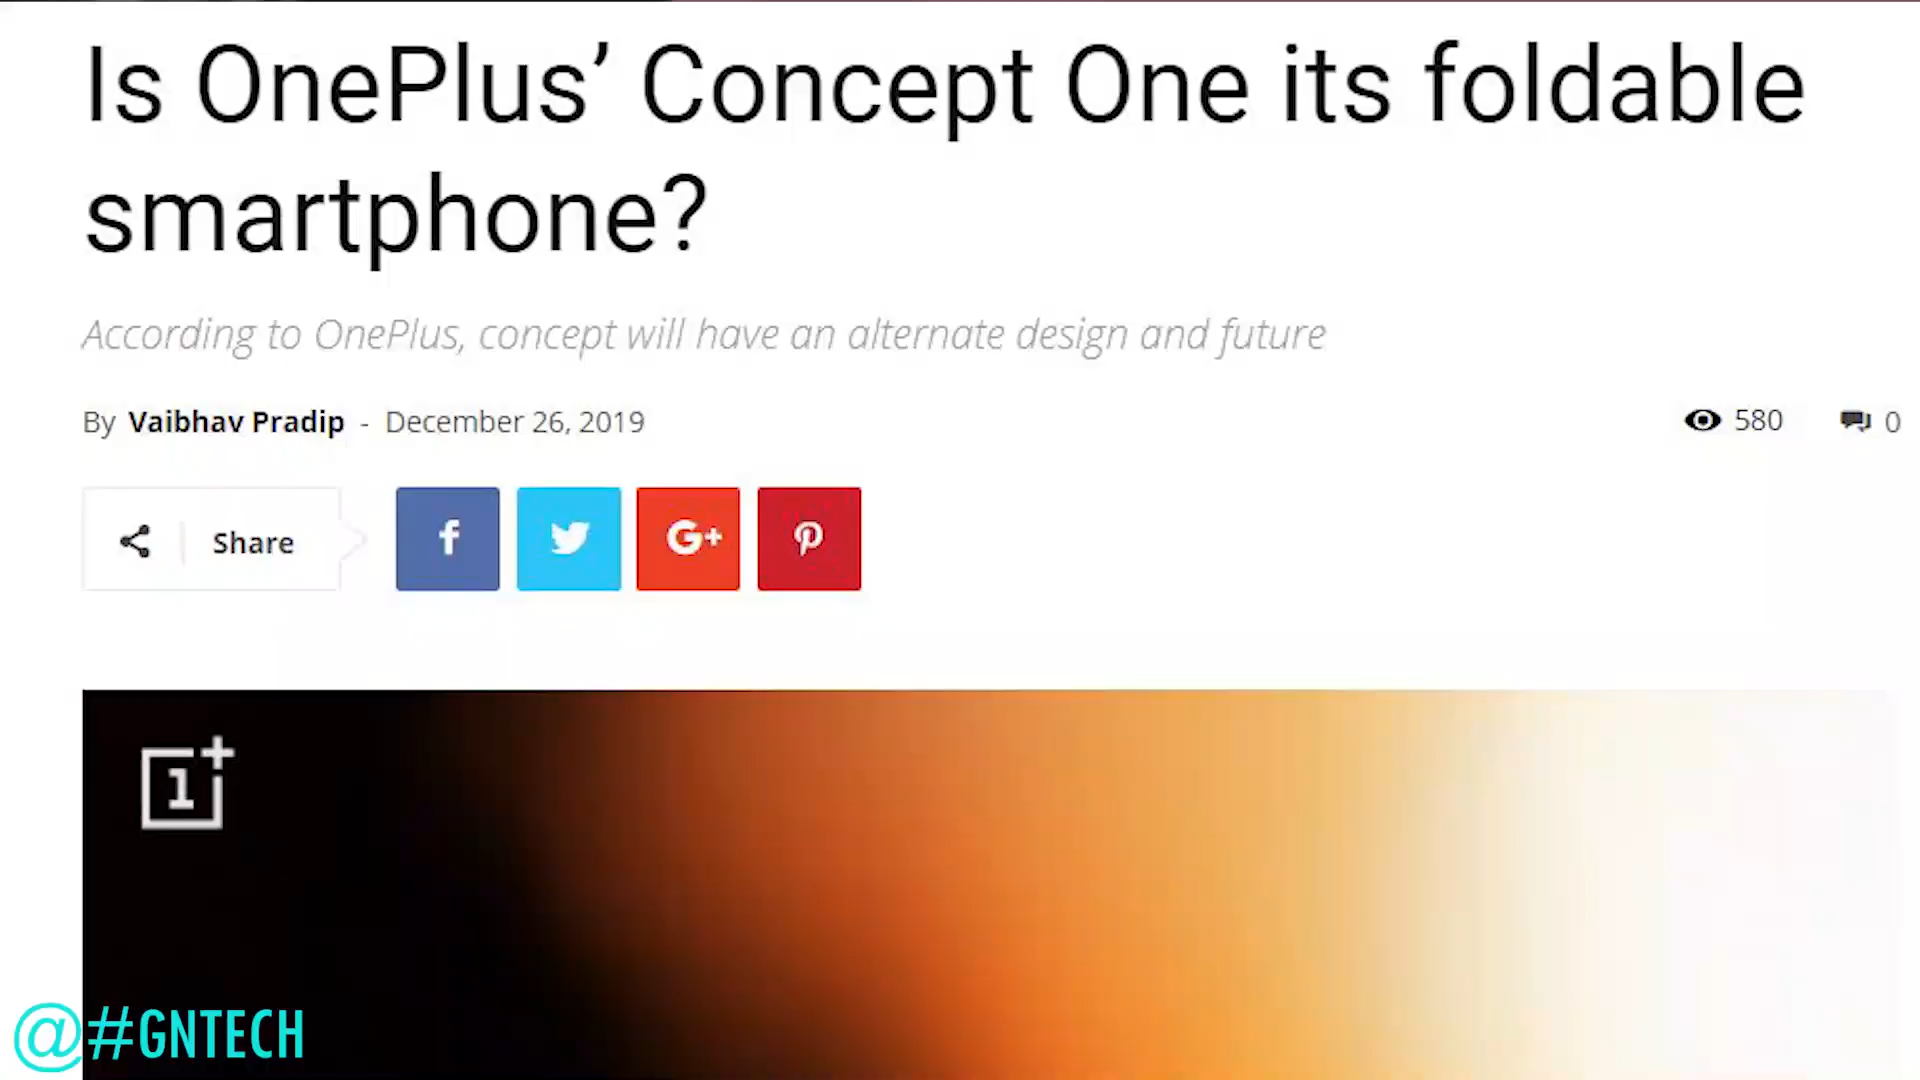 Is OnePlus’ Concept One its foldable
smartphone?
According to OnePlus, concept will have an alternate design and future
By Vaibhav Pradip - December 26, 2019
580
0
Share
f
G+
1+
@#GNTECH